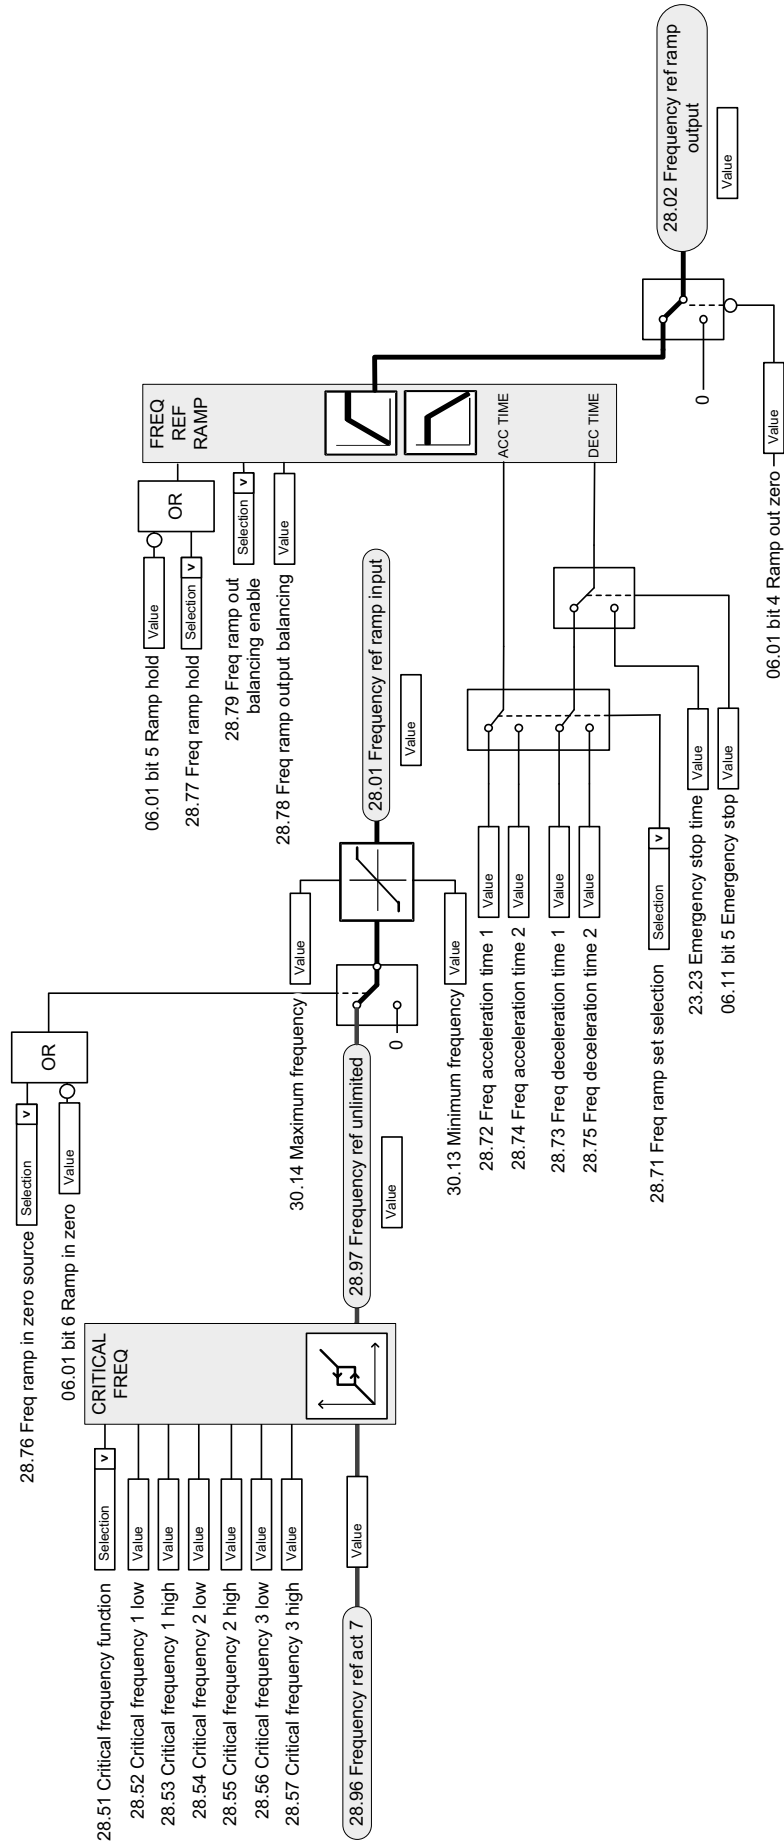 28.76 Freq ramp in zero source
Selection
v
06.01 bit 6 Ramp in zero
Value
OR
28.51 Critical frequency function
Selection
v
28.52 Critical frequency 1 low
Value
28.53 Critical frequency 1 high
Value
28.54 Critical frequency 2 low
Value
28.55 Critical frequency 2 high
Value
28.56 Critical frequency 3 low
Value
28.57 Critical frequency 3 high
Value
CRITICAL
FREQ
28.96 Frequency ref act 7
Value
28.97 Frequency ref unlimited
Value
0
30.14 Maximum frequency
Value
30.13 Minimum frequency
Value
28.01 Frequency ref ramp input
Value
06.01 bit 5 Ramp hold
Value
28.77 Freq ramp hold
Selection
v
OR
28.79 Freq ramp out
balancing enable
Selection
v
28.78 Freq ramp output balancing
Value
FREQ
REF
RAMP
ACC TIME
DEC TIME
28.72 Freq acceleration time 1
Value
28.74 Freq acceleration time 2
Value
28.73 Freq deceleration time 1
Value
28.75 Freq deceleration time 2
Value
28.71 Freq ramp set selection
Selection
v
23.23 Emergency stop time
Value
06.11 bit 5 Emergency stop
Value
0
06.01 bit 4 Ramp out zero
Value
28.02 Frequency ref ramp
output
Value